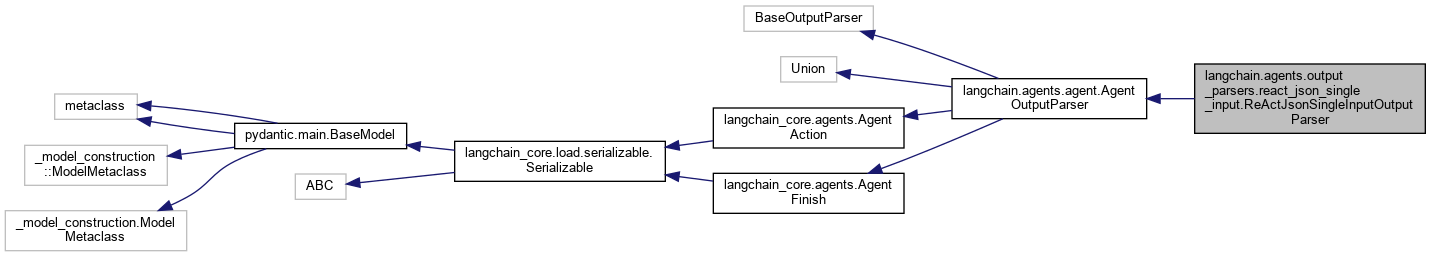 BaseOutputParser
Union
langchain.agents.output
_parsers.react_json_single
_input.ReActJsonSingleInputOutput
Parser
langchain.agents.agent.Agent
OutputParser
metaclass
langchain_core.agents.Agent
Action
pydantic.main.BaseModel
_model_construction
::ModelMetaclass
langchain_core.load.serializable.
Serializable
ABC
langchain_core.agents.Agent
Finish
_model_construction.Model
Metaclass